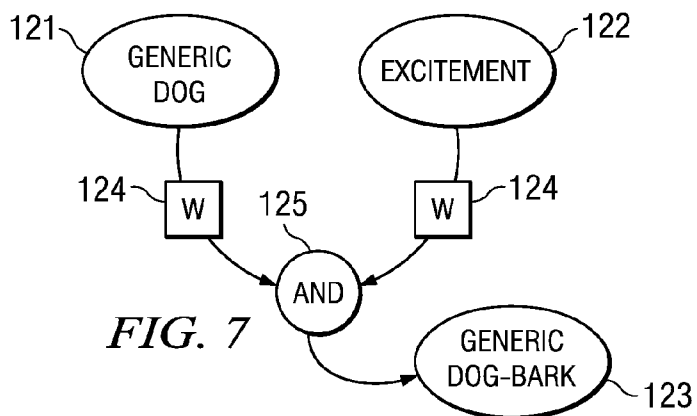 121
GENERIC
DOG
122
EXCITEMENT
124
W
W
124
125
AND
FIG. 7
GENERIC
DOG-BARK
123